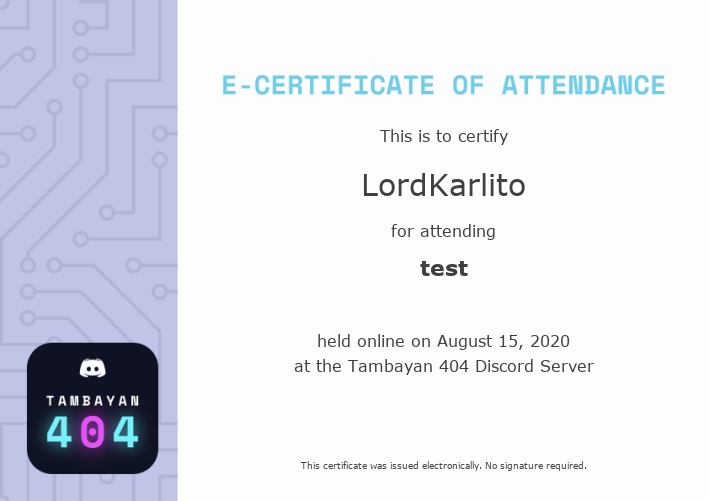 E-CERTIFICATE OF ATTENDANCE
This is to certify
LordKarlito
for attending
test
held online on August 15, 2020
at the Tambayan 404 Discord Server
TAMBAYAN
404
This certificate was issued electronically. No signature required.